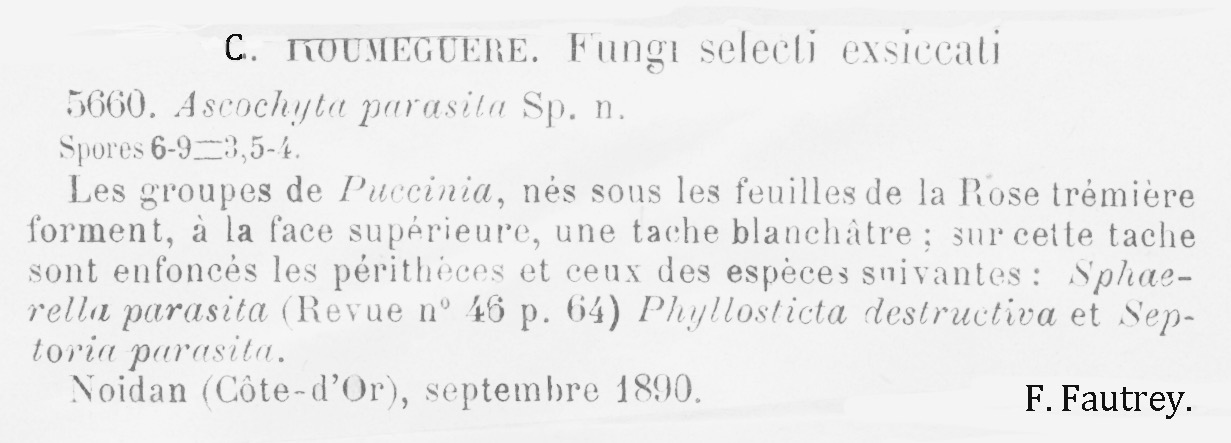 C. ROUMEGUERE. Fungi selecti exsiccati
5660. Ascochyta parasita Sp. n.
Spores 6-9=3,5-4.
Les groupes de Puccinia, nés sous les feuilles de la Rose trémière
forment, à la face supérieure, une tache blanchâtre ; sur cette tache
sont enfoncés les périthèces et ceux des espèces suivantes : Sphae-
rella parasita (Revue n° 46 p. 64) Phyllosticta destructiva et Sep-
toria parasita.
Noidan (Côte-d'Or), septembre 1890.
F. Fautrey.